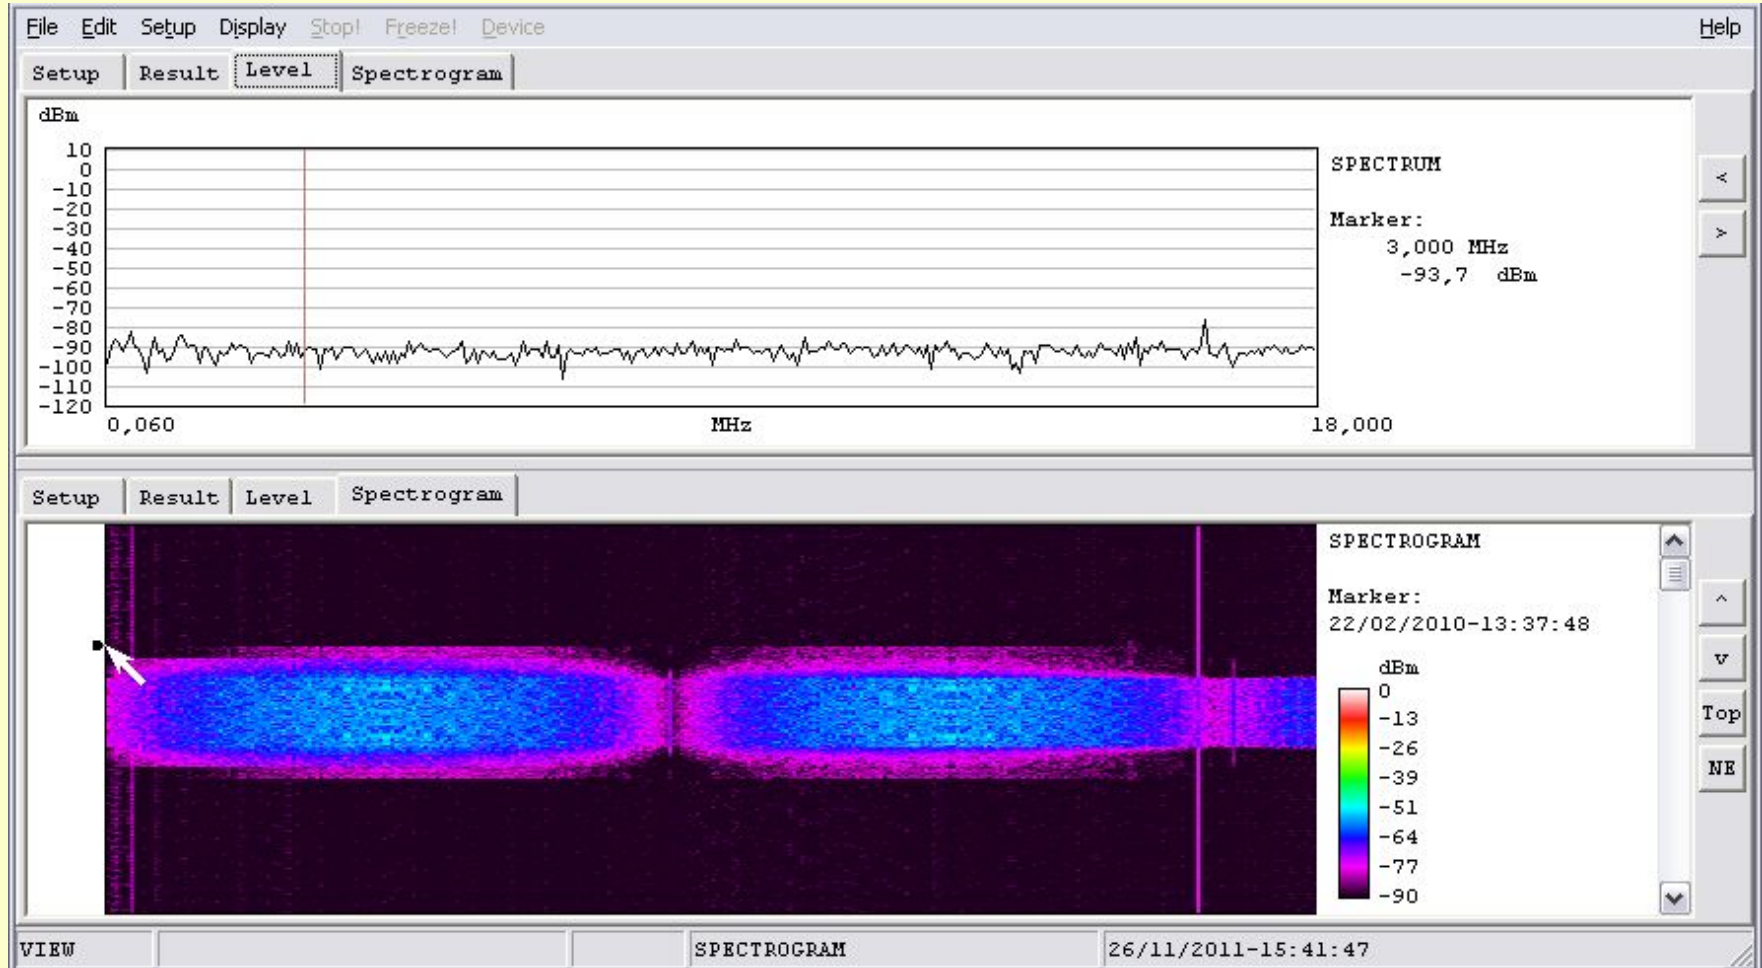 File Edit Setup Display Stop! Freeze! Device Help
Setup Result Level Spectrogram
dBm
10
0
-10
-20
-30
-40
-50
-60
-70
-80
-90
-100
-110
-120
0,060 MHz 18,000
SPECTRUM
Marker:
3,000 MHz
-93,7 dBm
<
>
Setup Result Level Spectrogram
SPECTROGRAM
Marker:
22/02/2010-13:37:48
dBm
0
-13
-26
-39
-51
-64
-77
-90
^
v
Top
NE
VIEW SPECTROGRAM 26/11/2011-15:41:47